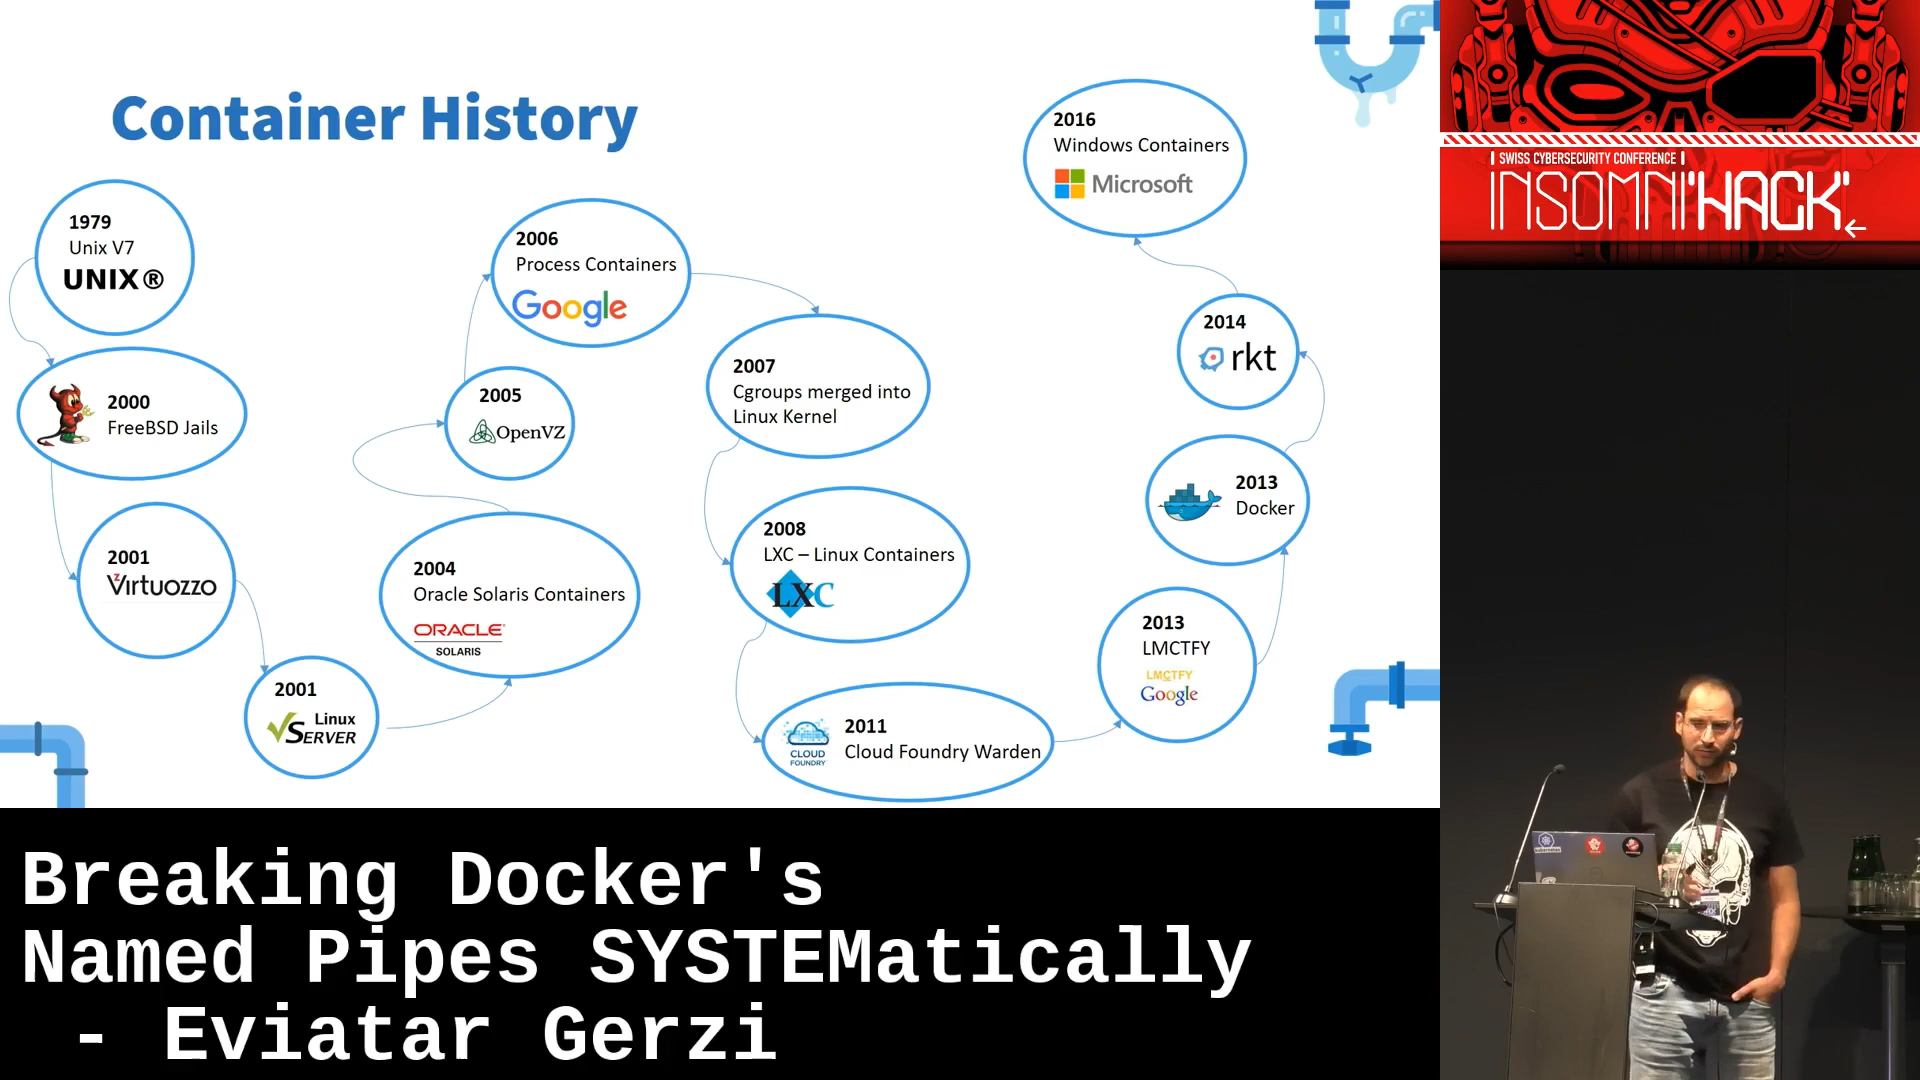 Container History
1979
Unix V7
UNIX®
2000
FreeBSD Jails
2001
Virtuozzo
2001
Linux
VSERVER
2004
Oracle Solaris Containers
ORACLE
SOLARIS
2005
OpenVZ
2006
Process Containers
Google
2007
Cgroups merged into
Linux Kernel
2008
LXC – Linux Containers
LXC
2011
Cloud Foundry Warden
CLOUD
FOUNDRY
2013
LMCTFY
LMCTFY
Google
2013
Docker
2014
rkt
2016
Windows Containers
Microsoft
SWISS CYBERSECURITY CONFERENCE
INSOMNI'HACK
Breaking Docker's
Named Pipes SYSTEMatically
- Eviatar Gerzi